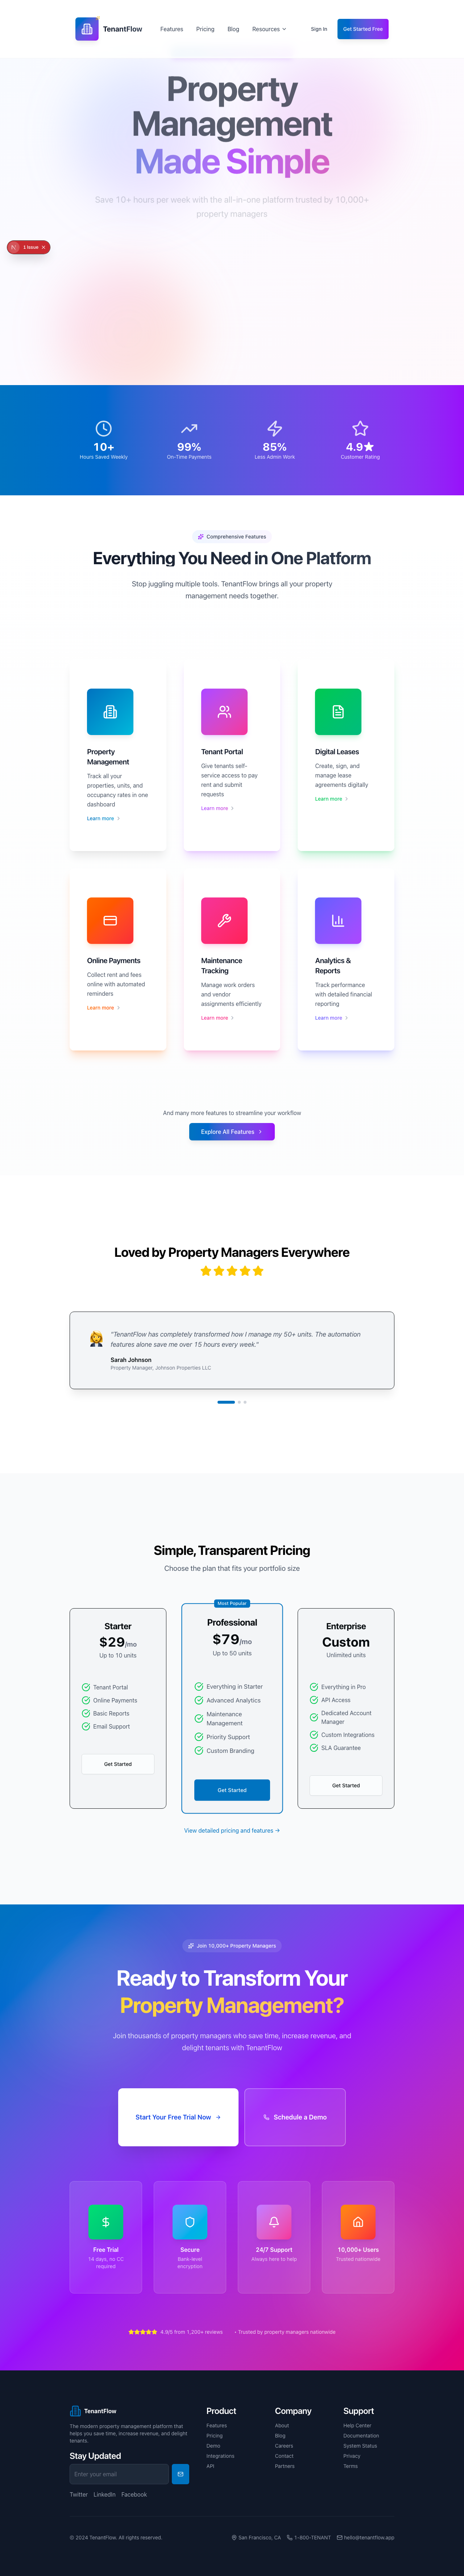 TenantFlow
Features
Pricing
Blog
Resources
Sign In
Get Started Free
Property
Management
Made Simple
Save 10+ hours per week with the all-in-one platform trusted by 10,000+
property managers
1 Issue
10+
Hours Saved Weekly
99%
On-Time Payments
85%
Less Admin Work
4.9★
Customer Rating
Comprehensive Features
Everything You Need in One Platform
Stop juggling multiple tools. TenantFlow brings all your property
management needs together.
Property
Management
Track all your
properties, units, and
occupancy rates in one
dashboard
Learn more
Tenant Portal
Give tenants self-
service access to pay
rent and submit
requests
Learn more
Digital Leases
Create, sign, and
manage lease
agreements digitally
Learn more
Online Payments
Collect rent and fees
online with automated
reminders
Learn more
Maintenance
Tracking
Manage work orders
and vendor
assignments efficiently
Learn more
Analytics &
Reports
Track performance
with detailed financial
reporting
Learn more
And many more features to streamline your workflow
Explore All Features
Loved by Property Managers Everywhere
"TenantFlow has completely transformed how I manage my 50+ units. The automation
features alone save me over 15 hours every week."
Sarah Johnson
Property Manager, Johnson Properties LLC
Simple, Transparent Pricing
Choose the plan that fits your portfolio size
Starter
$29/mo
Up to 10 units
Tenant Portal
Online Payments
Basic Reports
Email Support
Get Started
Most Popular
Professional
$79/mo
Up to 50 units
Everything in Starter
Advanced Analytics
Maintenance
Management
Priority Support
Custom Branding
Get Started
Enterprise
Custom
Unlimited units
Everything in Pro
API Access
Dedicated Account
Manager
Custom Integrations
SLA Guarantee
Get Started
View detailed pricing and features →
Join 10,000+ Property Managers
Ready to Transform Your
Property Management?
Join thousands of property managers who save time, increase revenue, and
delight tenants with TenantFlow
Start Your Free Trial Now
Schedule a Demo
Free Trial
14 days, no CC
required
Secure
Bank-level
encryption
24/7 Support
Always here to help
10,000+ Users
Trusted nationwide
4.9/5 from 1,200+ reviews
• Trusted by property managers nationwide
TenantFlow
The modern property management platform that
helps you save time, increase revenue, and delight
tenants.
Stay Updated
Enter your email
Twitter
LinkedIn
Facebook
Product
Features
Pricing
Demo
Integrations
API
Company
About
Blog
Careers
Contact
Partners
Support
Help Center
Documentation
System Status
Privacy
Terms
© 2024 TenantFlow. All rights reserved.
San Francisco, CA
1-800-TENANT
hello@tenantflow.app